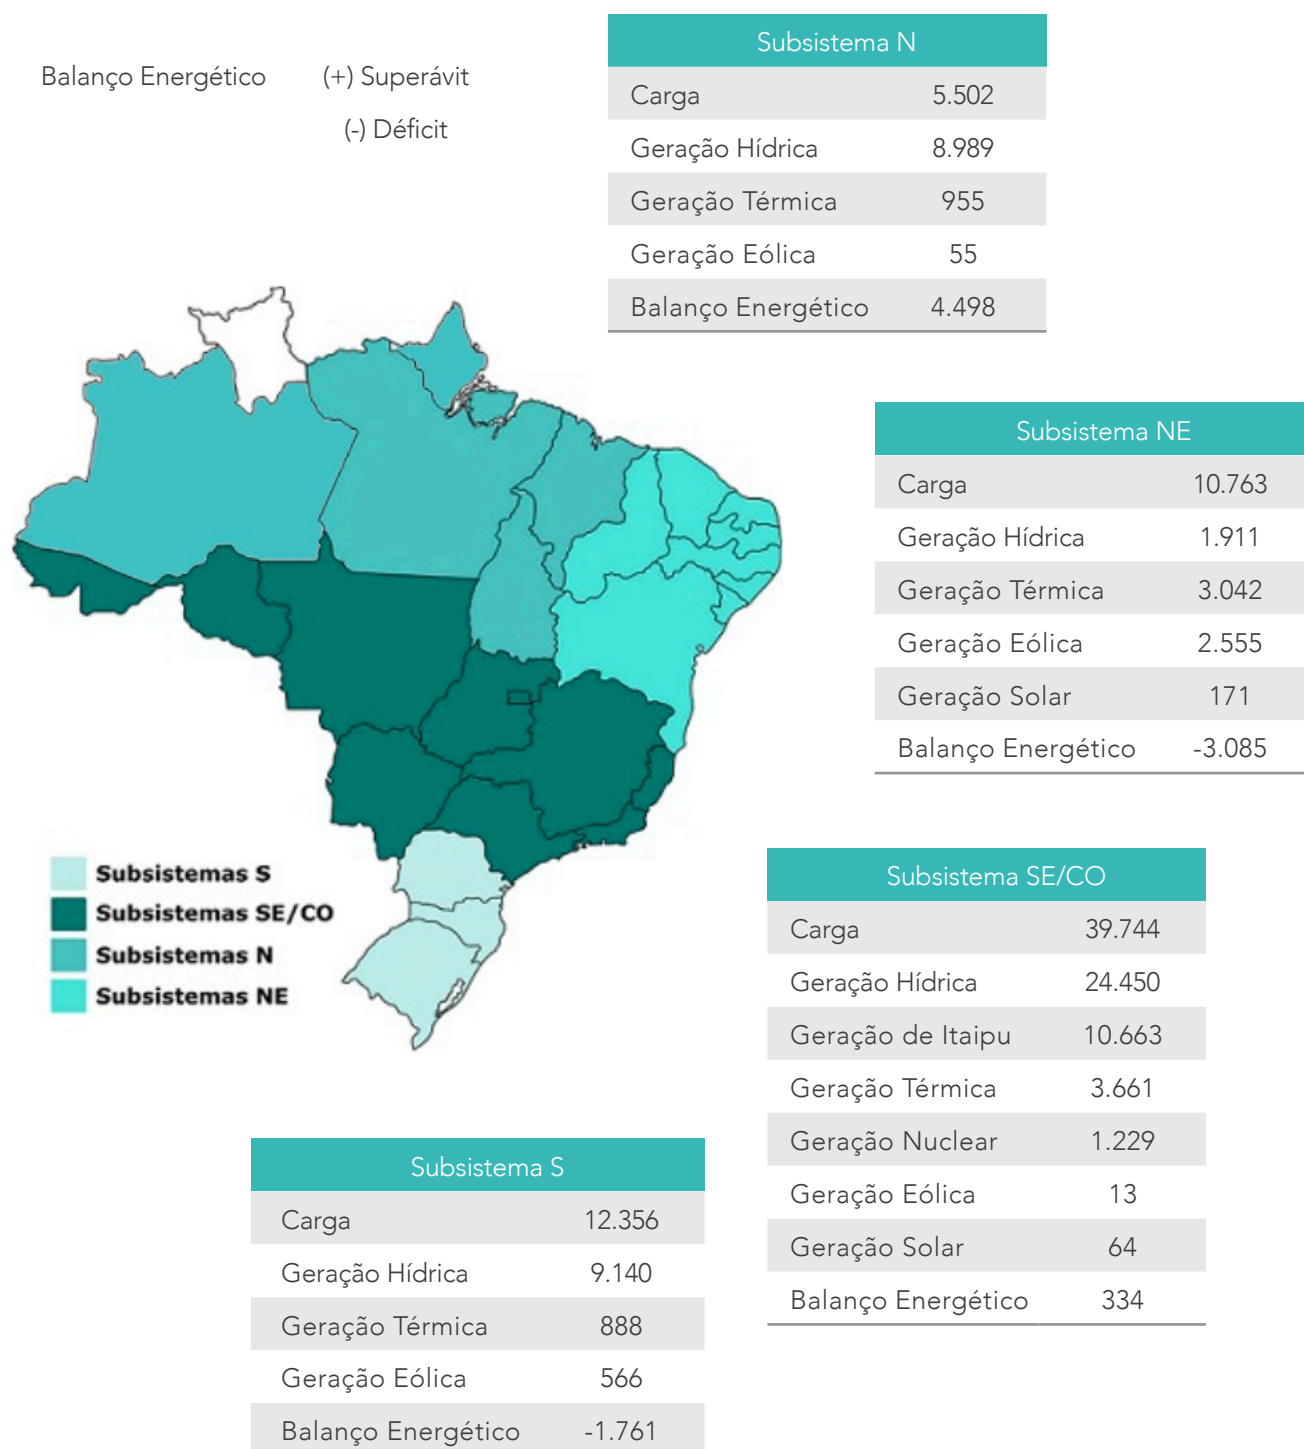 Balanço Energético (+) Superávit
(-) Déficit
Subsistema N
Carga 5.502
Geração Hídrica 8.989
Geração Térmica 955
Geração Eólica 55
Balanço Energético 4.498
Subsistema NE
Carga 10.763
Geração Hídrica 1.911
Geração Térmica 3.042
Geração Eólica 2.555
Geração Solar 171
Balanço Energético -3.085
Subsistemas S
Subsistemas SE/CO
Subsistemas N
Subsistemas NE
Subsistema SE/CO
Carga 39.744
Geração Hídrica 24.450
Geração de Itaipu 10.663
Geração Térmica 3.661
Geração Nuclear 1.229
Geração Eólica 13
Geração Solar 64
Balanço Energético 334
Subsistema S
Carga 12.356
Geração Hídrica 9.140
Geração Térmica 888
Geração Eólica 566
Balanço Energético -1.761